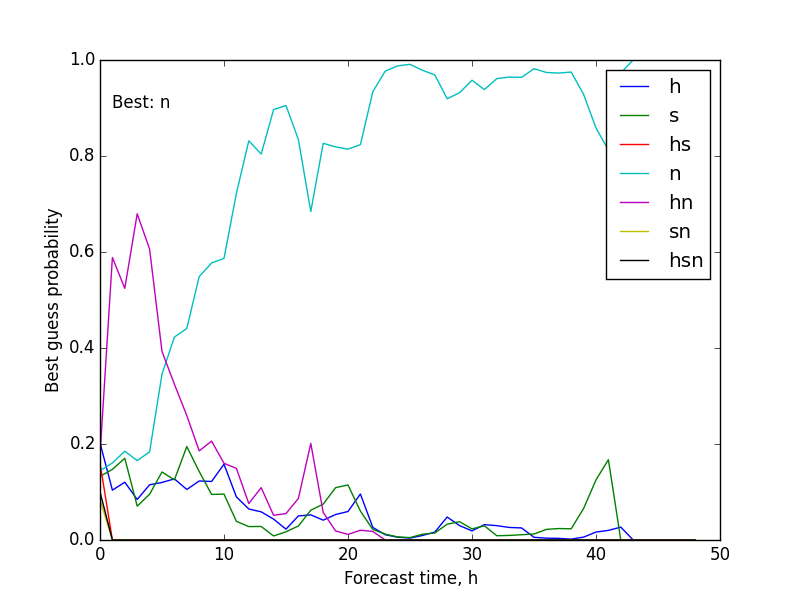 1.0
0.8
0.6
0.4
0.2
0.0
Best guess probability
Best: n
h
s
hs
n
hn
sn
hsn
0 10 20 30 40 50
Forecast time, h